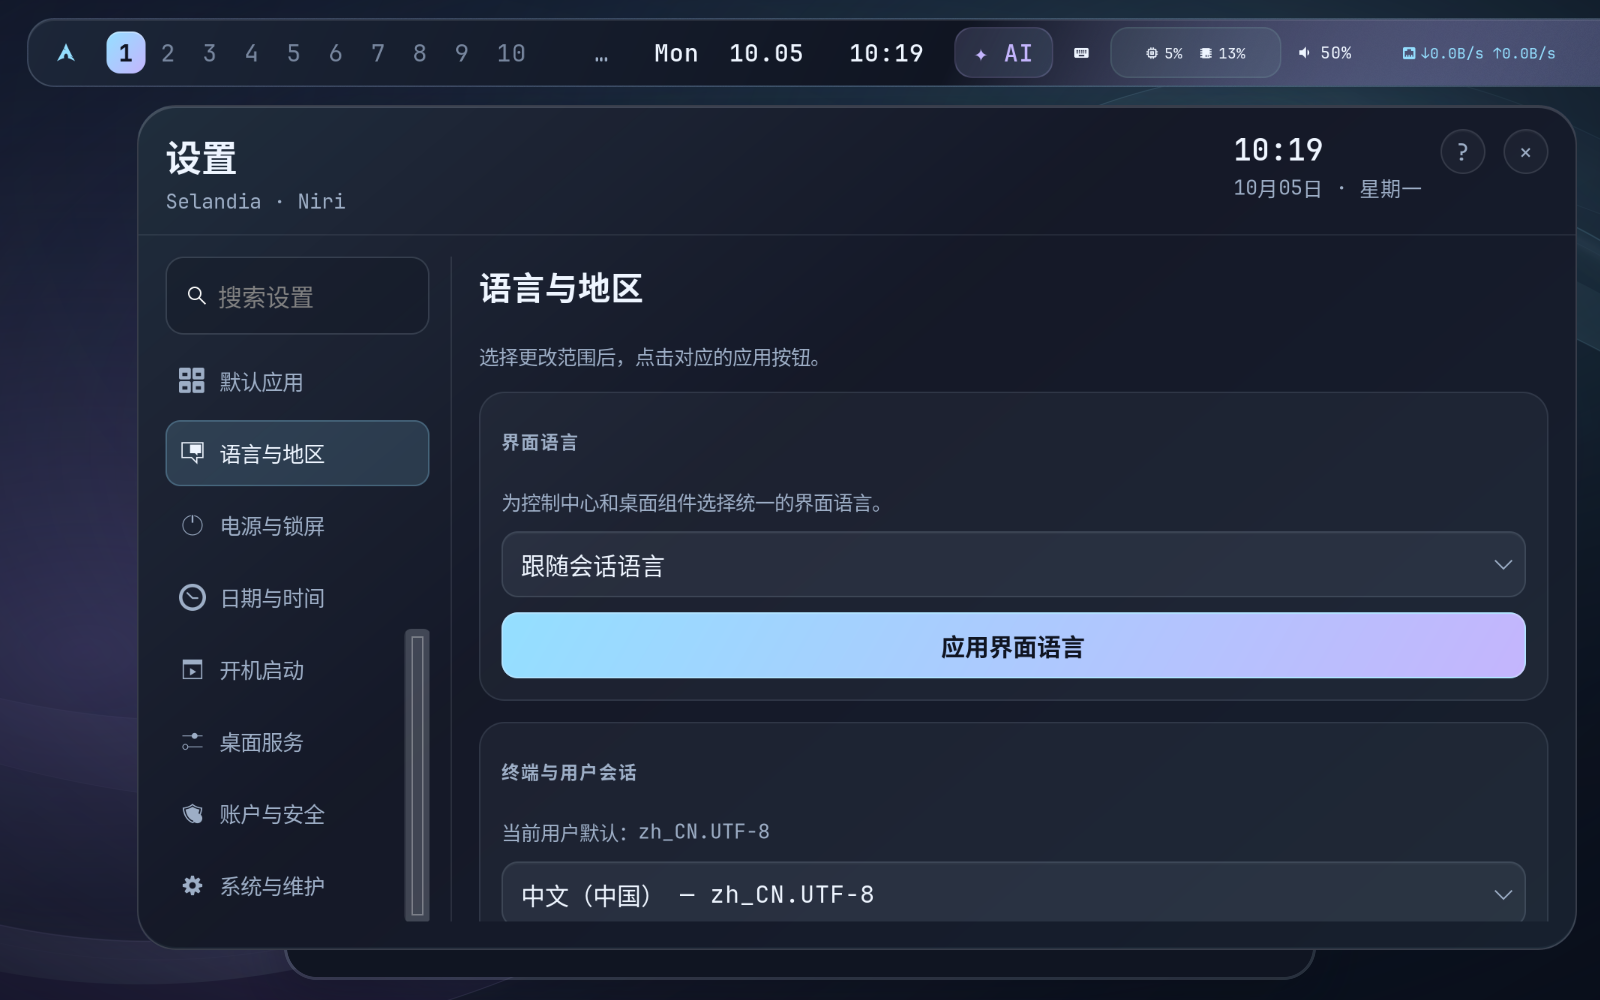 1 2 3 4 5 6 7 8 9 10 … Mon 10.05 10:19 ✦ AI 5% 13% 50% ↓0.0B/s ↑0.0B/s
设置
Selandia · Niri
10:19
10月05日 · 星期一
? ×
搜索设置
默认应用
语言与地区
电源与锁屏
日期与时间
开机启动
桌面服务
账户与安全
系统与维护
语言与地区
选择更改范围后，点击对应的应用按钮。
界面语言
为控制中心和桌面组件选择统一的界面语言。
跟随会话语言
应用界面语言
终端与用户会话
当前用户默认：zh_CN.UTF-8
中文（中国） — zh_CN.UTF-8